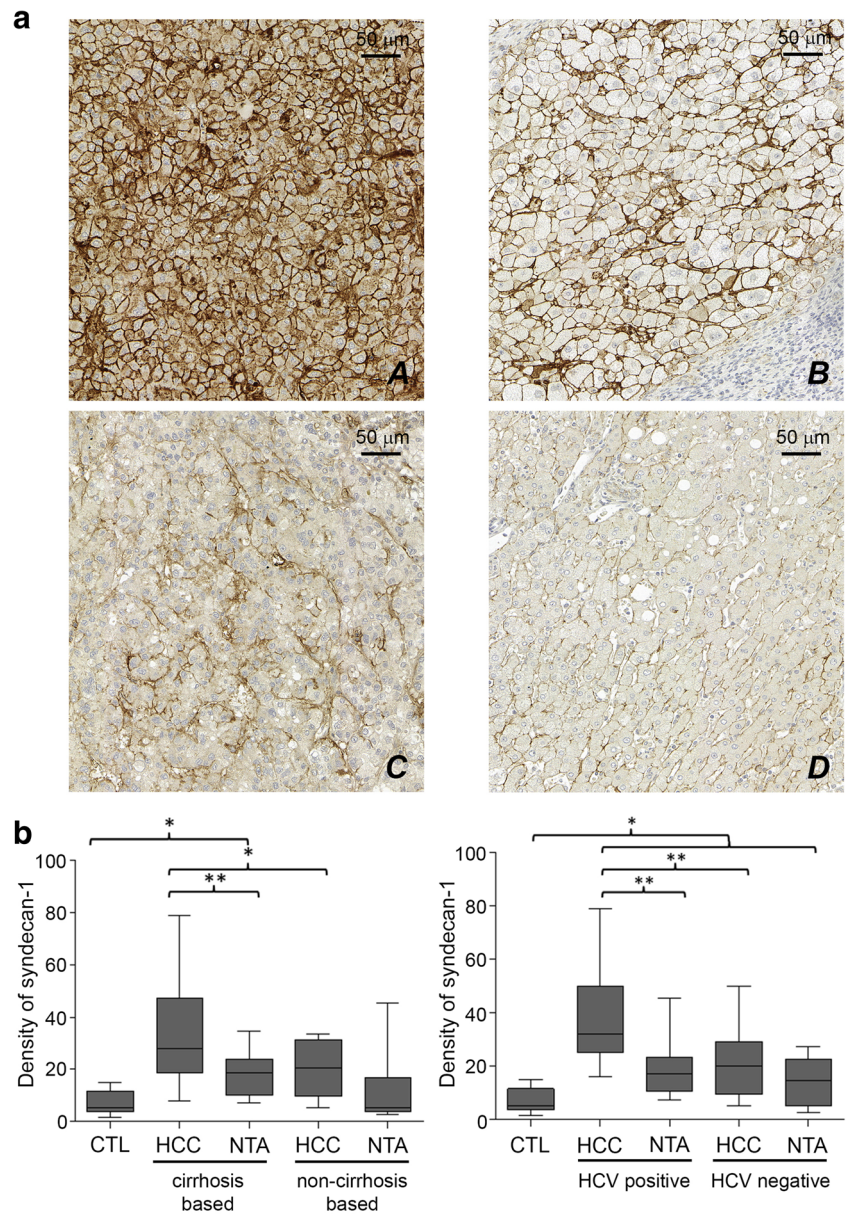 a
50 μm
50 μm
A
B
50 μm
50 μm
C
D
b
*
*
**
Density of syndecan-1
100
80
60
40
20
0
CTL
HCC
NTA
HCC
NTA
cirrhosis
based
non-cirrhosis
based
*
**
**
Density of syndecan-1
100
80
60
40
20
0
CTL
HCC
NTA
HCC
NTA
HCV positive
HCV negative